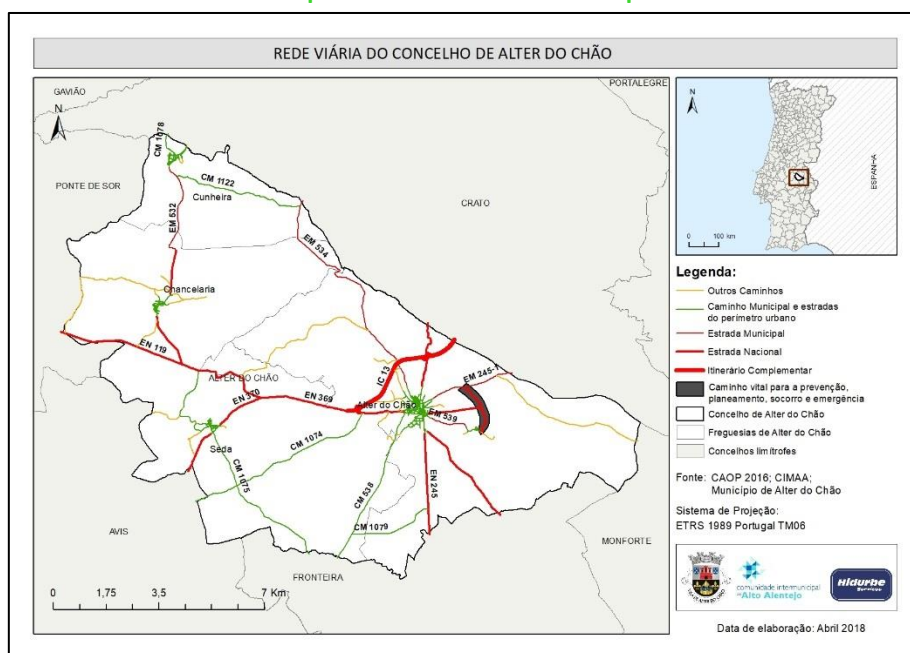 REDE VIÁRIA DO CONCELHO DE ALTER DO CHÃO
GAVIÃO
PORTALEGRE
N
CM 1078
PONTE DE SOR
CM 1122
Cunheira
CRATO
EM 532
EM 534
Chancelaria
EN 119
IC 13
ALTER DO CHÃO
EM 245-1
EN 370
EN 369
Alter do Chão
EM 539
Seda
CM 1074
CM 1075
CM 538
EN 245
CM 1079
AVIS
MONFORTE
FRONTEIRA
0 1,75 3,5 7 Km
N
ESPANHA
0 100 km
Legenda:
Outros Caminhos
Caminho Municipal e estradas
do perímetro urbano
Estrada Municipal
Estrada Nacional
Itinerário Complementar
Caminho vital para a prevenção,
planeamento, socorro e emergência
Concelho de Alter do Chão
Freguesias de Alter do Chão
Concelhos limítrofes
Fonte: CAOP 2016; CIMAA;
Município de Alter do Chão
Sistema de Projeção:
ETRS 1989 Portugal TM06
comunidade intermunicipal
do Alto Alentejo
Hidurbe
Serviços
Data de elaboração: Abril 2018